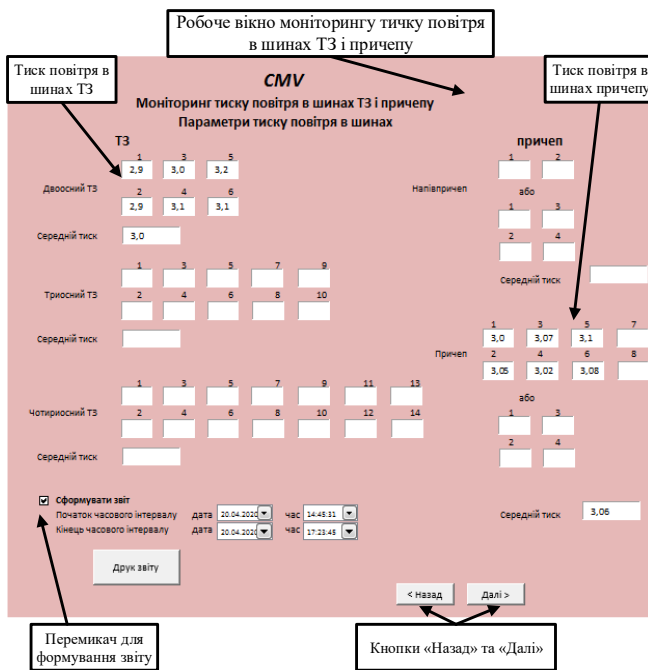 Робоче вікно моніторингу тичку повітря
в шинах ТЗ і причепу
Тиск повітря в
шинах ТЗ
Тиск повітря в
шинах причепу
CMV
Моніторинг тиску повітря в шинах ТЗ і причепу
Параметри тиску повітря в шинах
ТЗ
1 3 5
2,9 3,0 3,2
Двоосний ТЗ
2 4 6
2,9 3,1 3,1
Середній тиск 3,0
1 3 5 7 9
Триосний ТЗ
2 4 6 8 10
Середній тиск
1 3 5 7 9 11 13
Чотириосний ТЗ
2 4 6 8 10 12 14
Середній тиск
причеп
1 2
Напівпричеп
або
1 3
2 4
Середній тиск
1 3 5 7
3,0 3,07 3,1
Причеп
2 4 6 8
3,05 3,02 3,08
або
1 3
2 4
Середній тиск 3,06
Сформувати звіт
Початок часового інтервалу дата 20.04.2020 час 14:45:31
Кінець часового інтервалу дата 20.04.2020 час 17:23:45
Друк звіту
< Назад Далі >
Перемикач для
формування звіту
Кнопки «Назад» та «Далі»